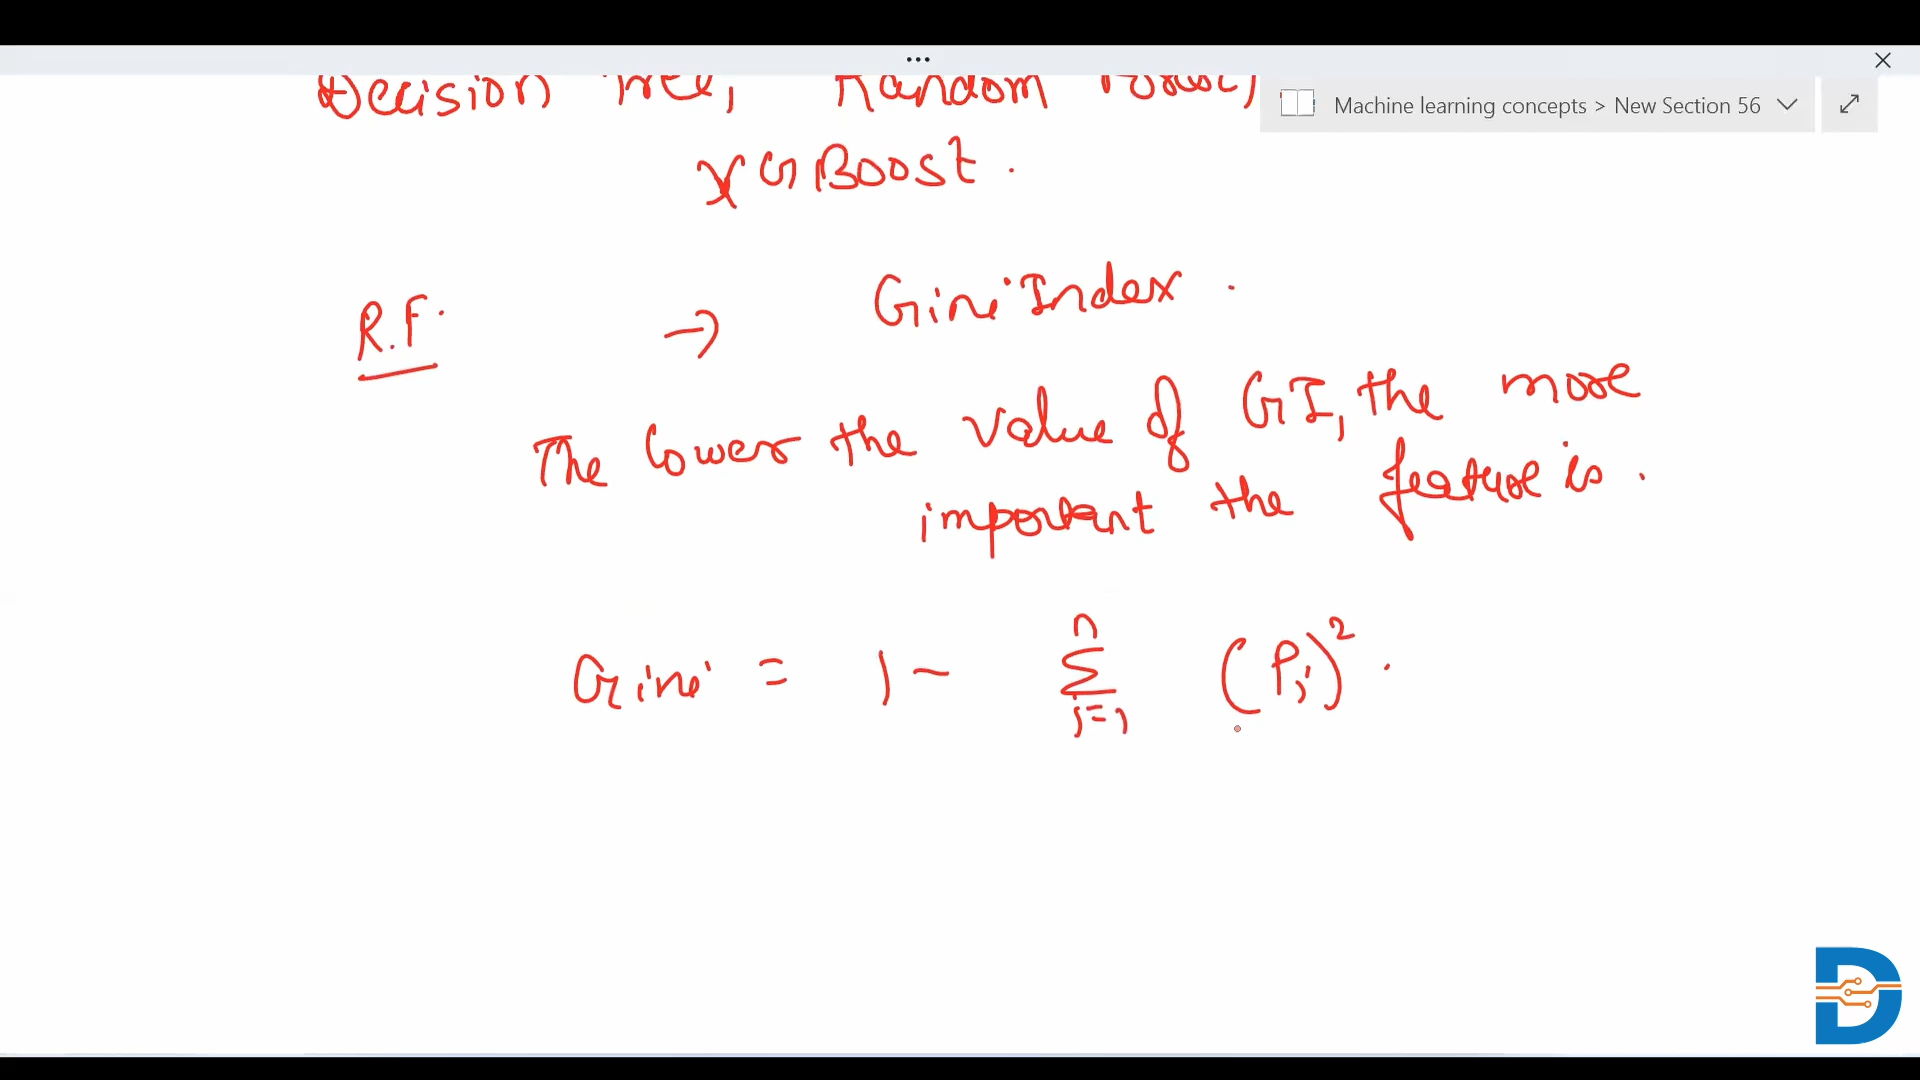 ...
Machine learning concepts > New Section 56
Decision Tree, Random Forest,
XGBoost.
R.F. → Gini Index.
The lower the value of GI, the more
important the feature is.
Gini = 1 - n∑i=1 (Pi)².